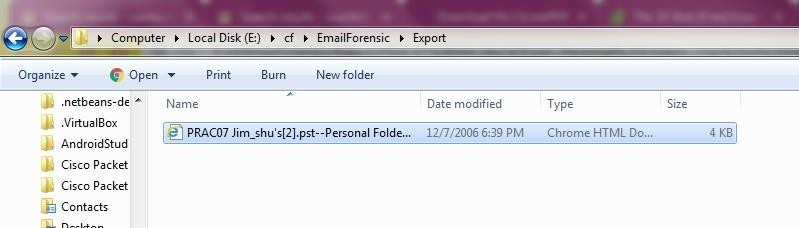 Computer Local Disk (E:) cf EmailForensic Export
Organize Open Print Burn New folder
Name Date modified Type Size
.netbeans-de
.VirtualBox
AndroidStud
Cisco Packet
Cisco Packet
Contacts
Desktop
PRAC07 Jim_shu's[2].pst--Personal Folde... 12/7/2006 6:39 PM Chrome HTML Do... 4 KB